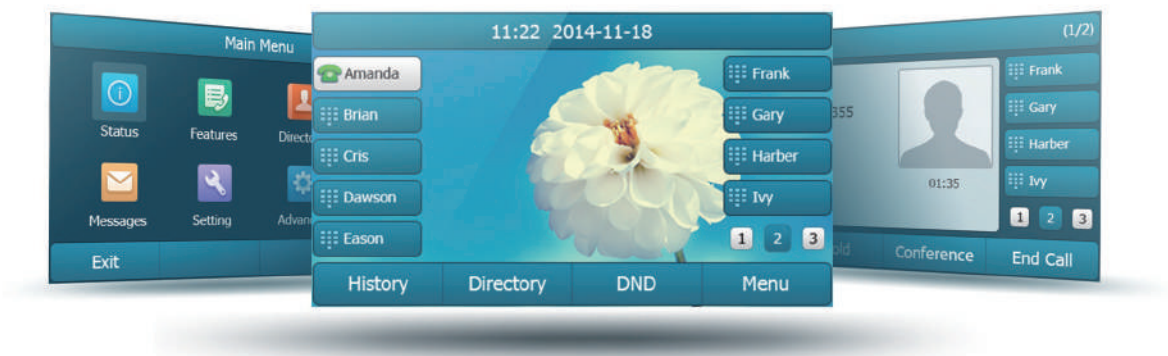 Main Menu
Status
Features
Messages
Setting
Exit
11:22 2014-11-18
Amanda
Brian
Cris
Dawson
Eason
Frank
Gary
Harber
Ivy
1 2 3
History Directory DND Menu
(1/2)
355
01:35
Frank
Gary
Harber
Ivy
1 2 3
Conference End Call